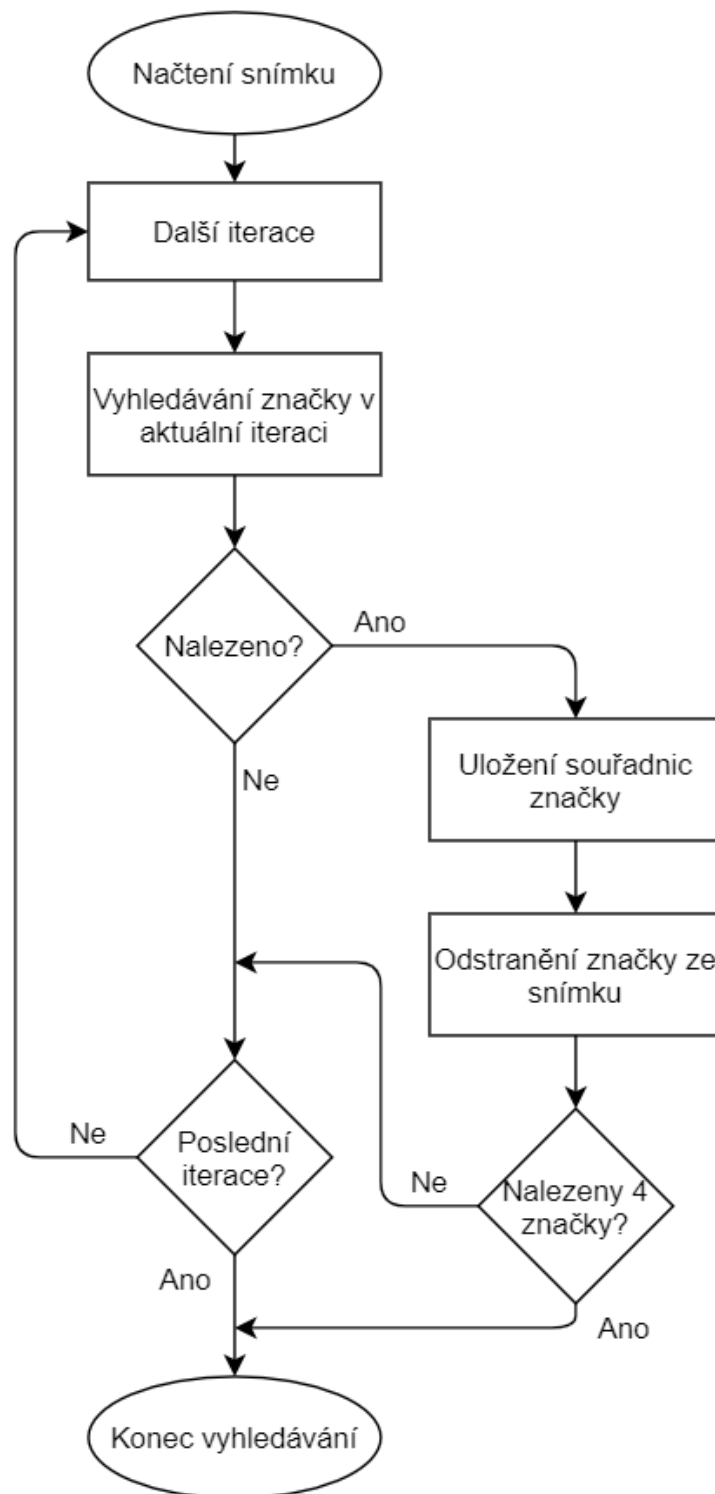 Načtení snímku
Další iterace
Vyhledávání značky v
aktuální iteraci
Nalezeno?
Ano
Ne
Uložení souřadnic
značky
Odstranění značky ze
snímku
Nalezeny 4
značky?
Ne
Ano
Poslední
iterace?
Ne
Ano
Konec vyhledávání